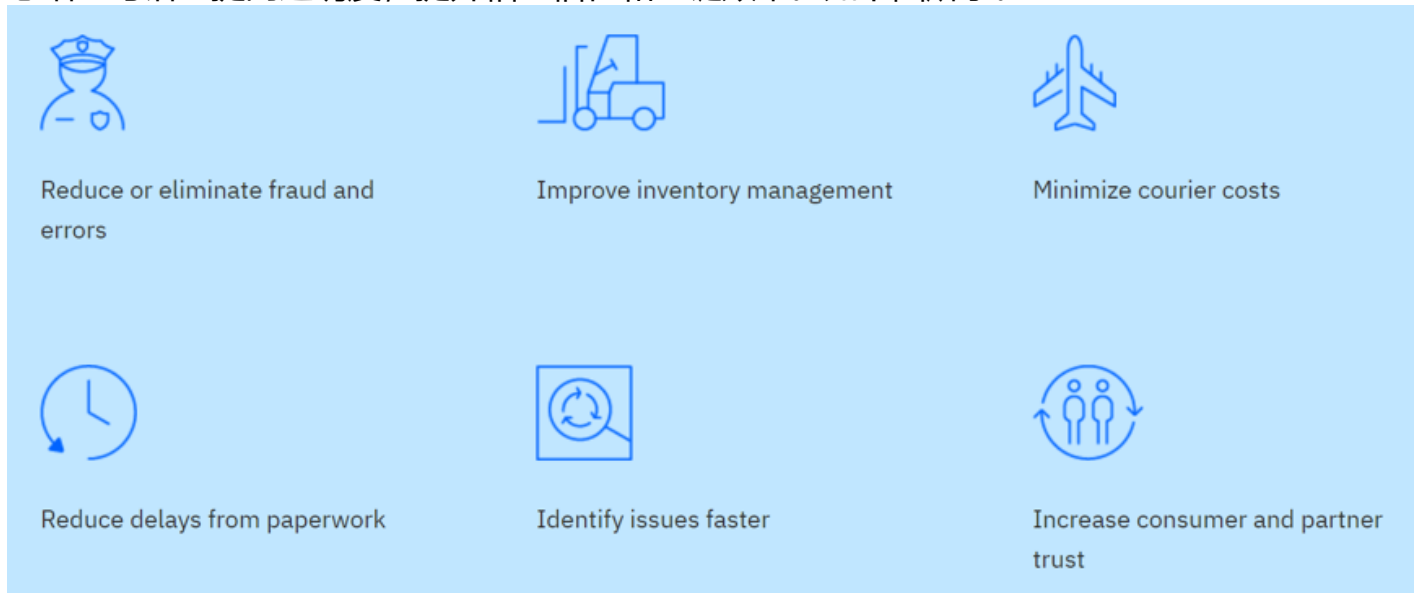 Reduce or eliminate fraud and
errors
Improve inventory management
Minimize courier costs
Reduce delays from paperwork
Identify issues faster
Increase consumer and partner
trust